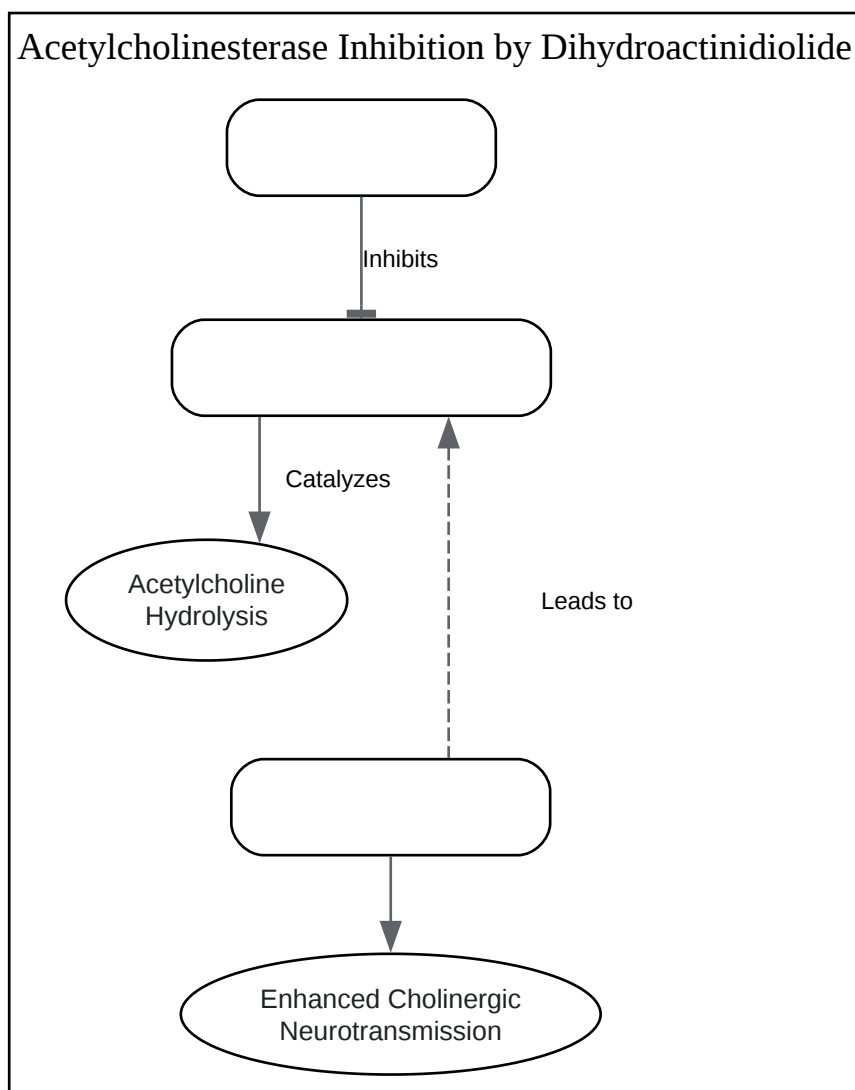 Acetylcholinesterase Inhibition by Dihydroactinidiolide
Inhibits
Catalyzes
Acetylcholine
Hydrolysis
Leads to
Enhanced Cholinergic
Neurotransmission